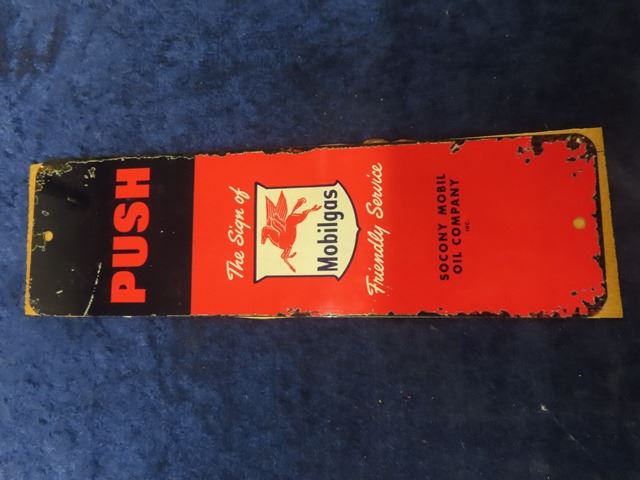 PUSH
The Sign of
Mobilgas
Friendly Service
SOCONY MOBIL
OIL COMPANY
INC.